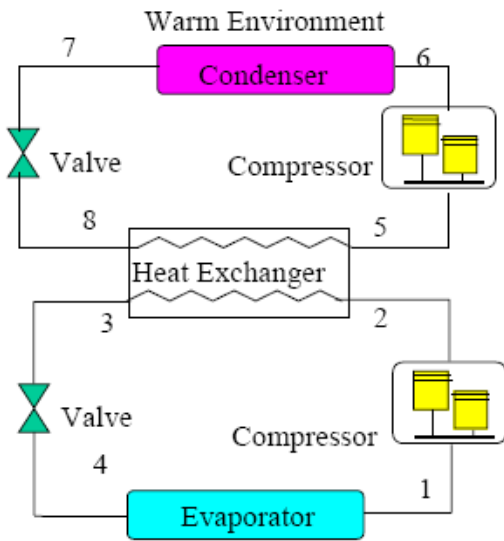 Warm Environment
7
Condenser
6
Valve
Compressor
8
5
Heat Exchanger
3
2
Valve
Compressor
4
1
Evaporator